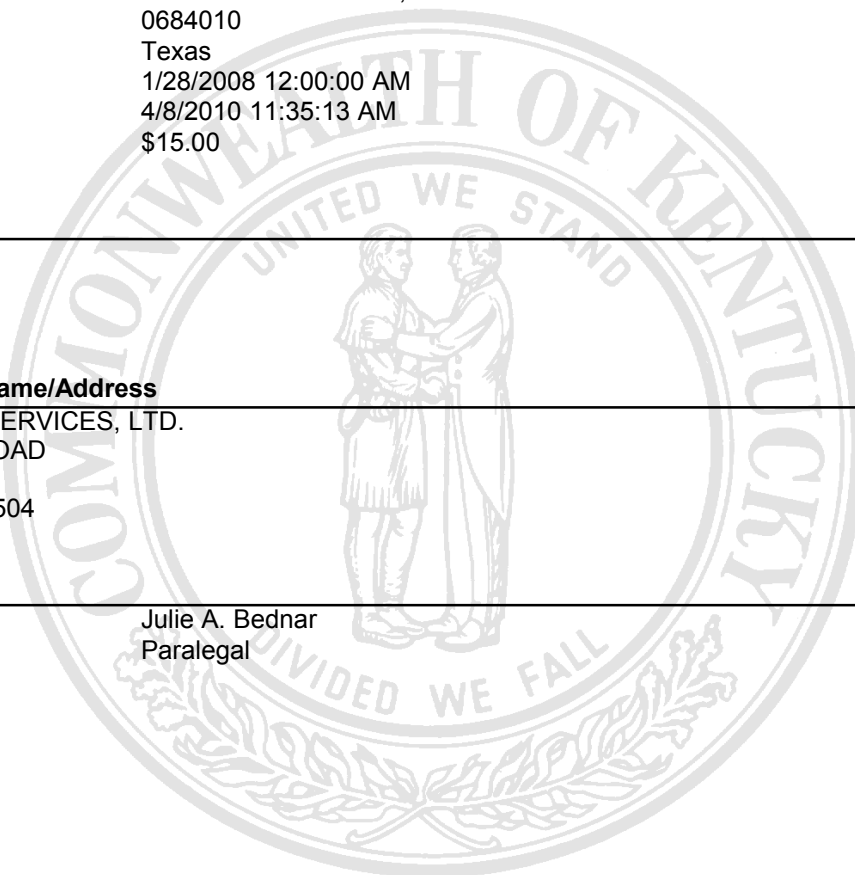 0684010
Texas
1/28/2008 12:00:00 AM
4/8/2010 11:35:13 AM
$15.00
COMMONWEALTH OF KENTUCKY
UNITED WE STAND
ame/Address
ERVICES, LTD.
OAD
504
Julie A. Bednar
Paralegal
DIVIDED WE FALL